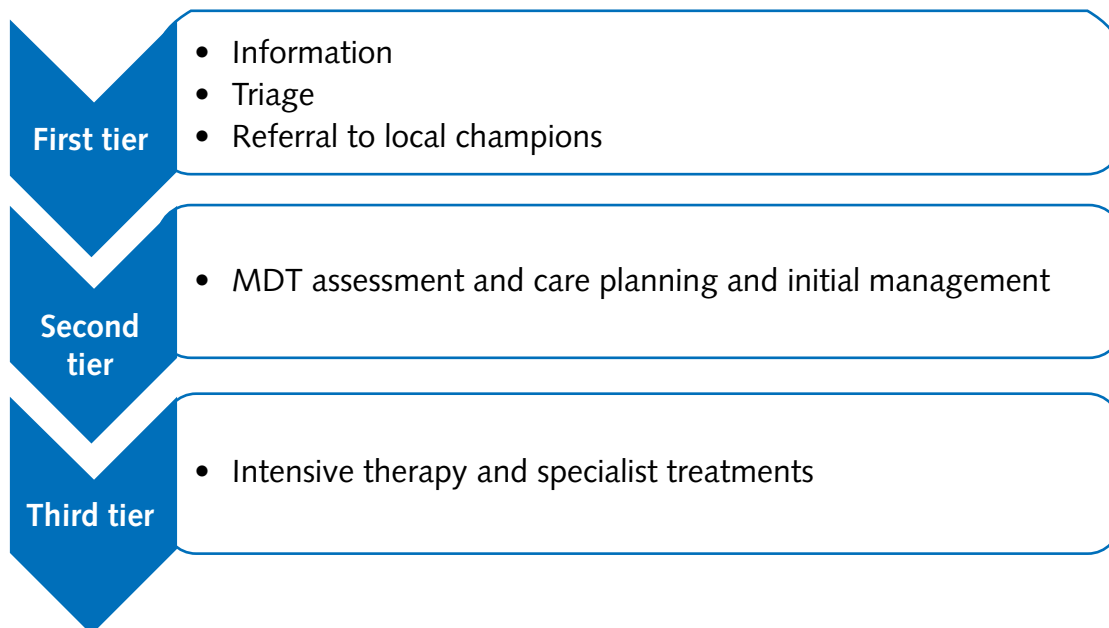 First tier
• Information
• Triage
• Referral to local champions
Second
tier
• MDT assessment and care planning and initial management
Third tier
• Intensive therapy and specialist treatments